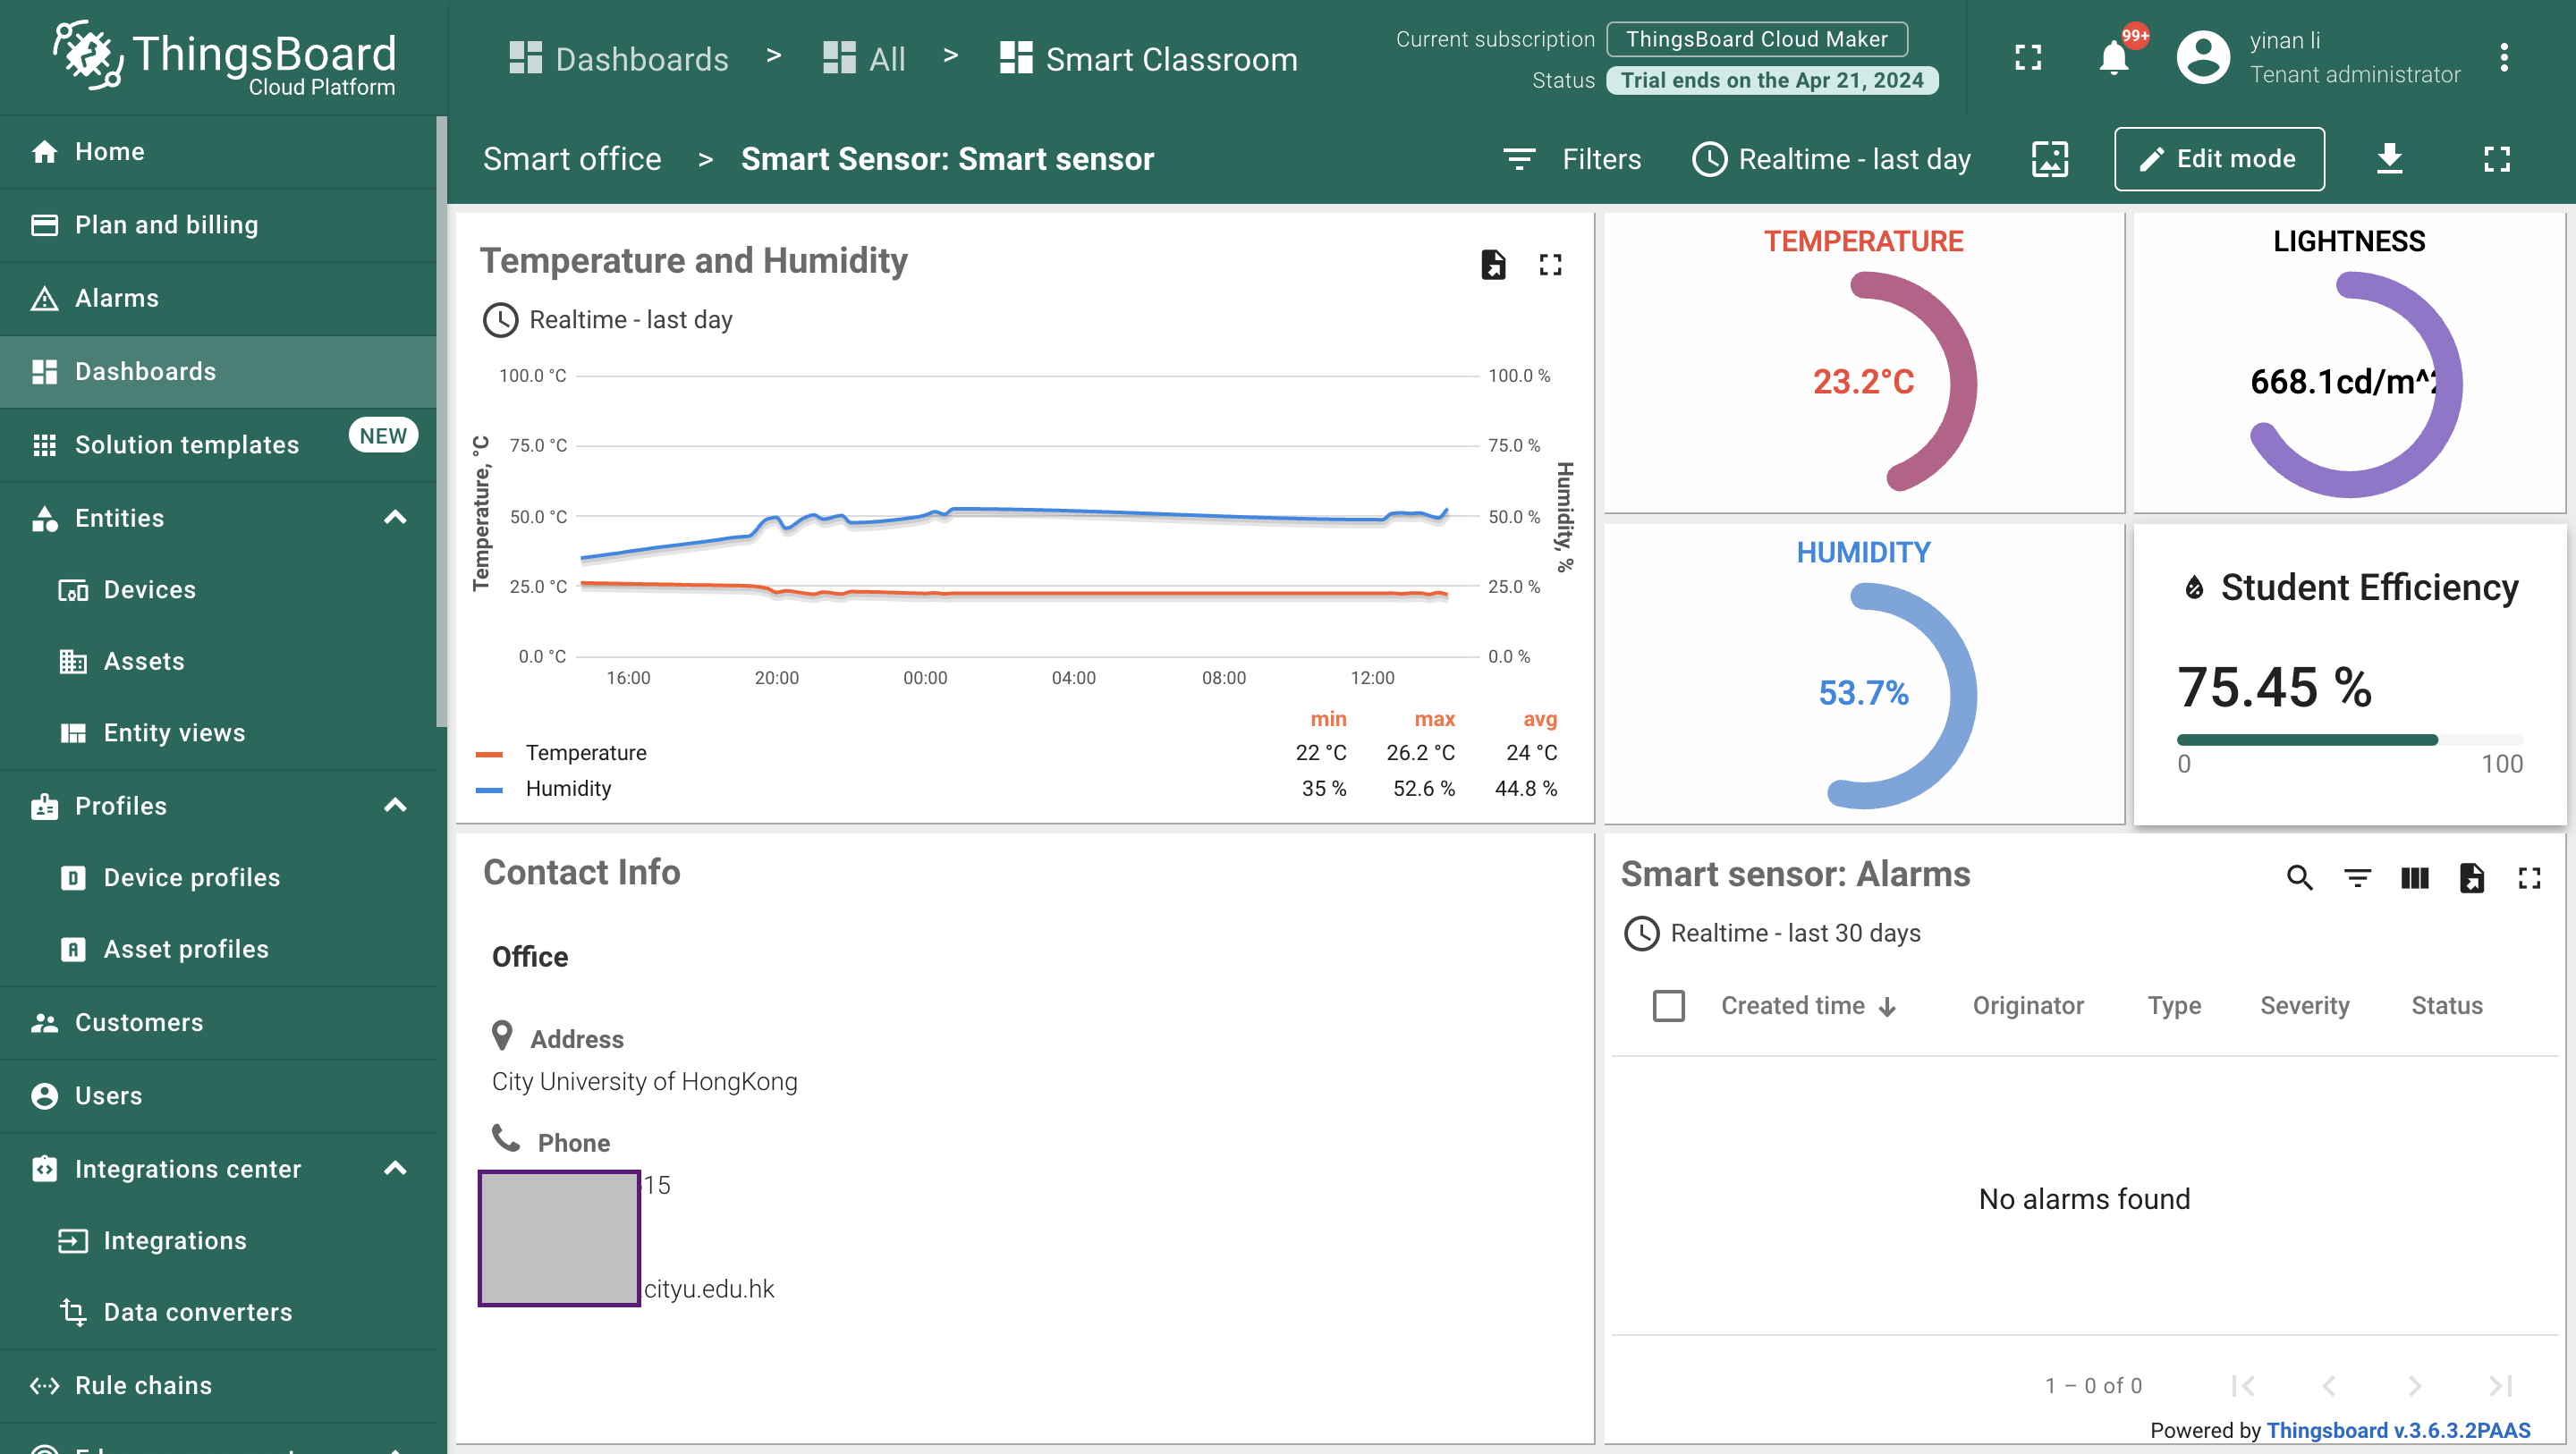 ThingsBoard
Cloud Platform
Dashboards > All > Smart Classroom
Current subscription ThingsBoard Cloud Maker
Status Trial ends on the Apr 21, 2024
99+
yinan li
Tenant administrator
Home
Plan and billing
Alarms
Dashboards
Solution templates NEW
Entities
Devices
Assets
Entity views
Profiles
Device profiles
Asset profiles
Customers
Users
Integrations center
Integrations
Data converters
Rule chains
Smart office > Smart Sensor: Smart sensor
Filters
Realtime - last day
Edit mode
Temperature and Humidity
Realtime - last day
Temperature, °C
100.0 °C
75.0 °C
50.0 °C
25.0 °C
0.0 °C
100.0 %
75.0 %
50.0 %
25.0 %
0.0 %
Humidity, %
16:00 20:00 00:00 04:00 08:00 12:00
min max avg
Temperature 22 °C 26.2 °C 24 °C
Humidity 35 % 52.6 % 44.8 %
TEMPERATURE
23.2°C
LIGHTNESS
668.1cd/m^2
HUMIDITY
53.7%
Student Efficiency
75.45 %
0 100
Contact Info
Office
Address
City University of HongKong
Phone
15
.cityu.edu.hk
Smart sensor: Alarms
Realtime - last 30 days
Created time Originator Type Severity Status
No alarms found
1 – 0 of 0
Powered by Thingsboard v.3.6.3.2PAAS